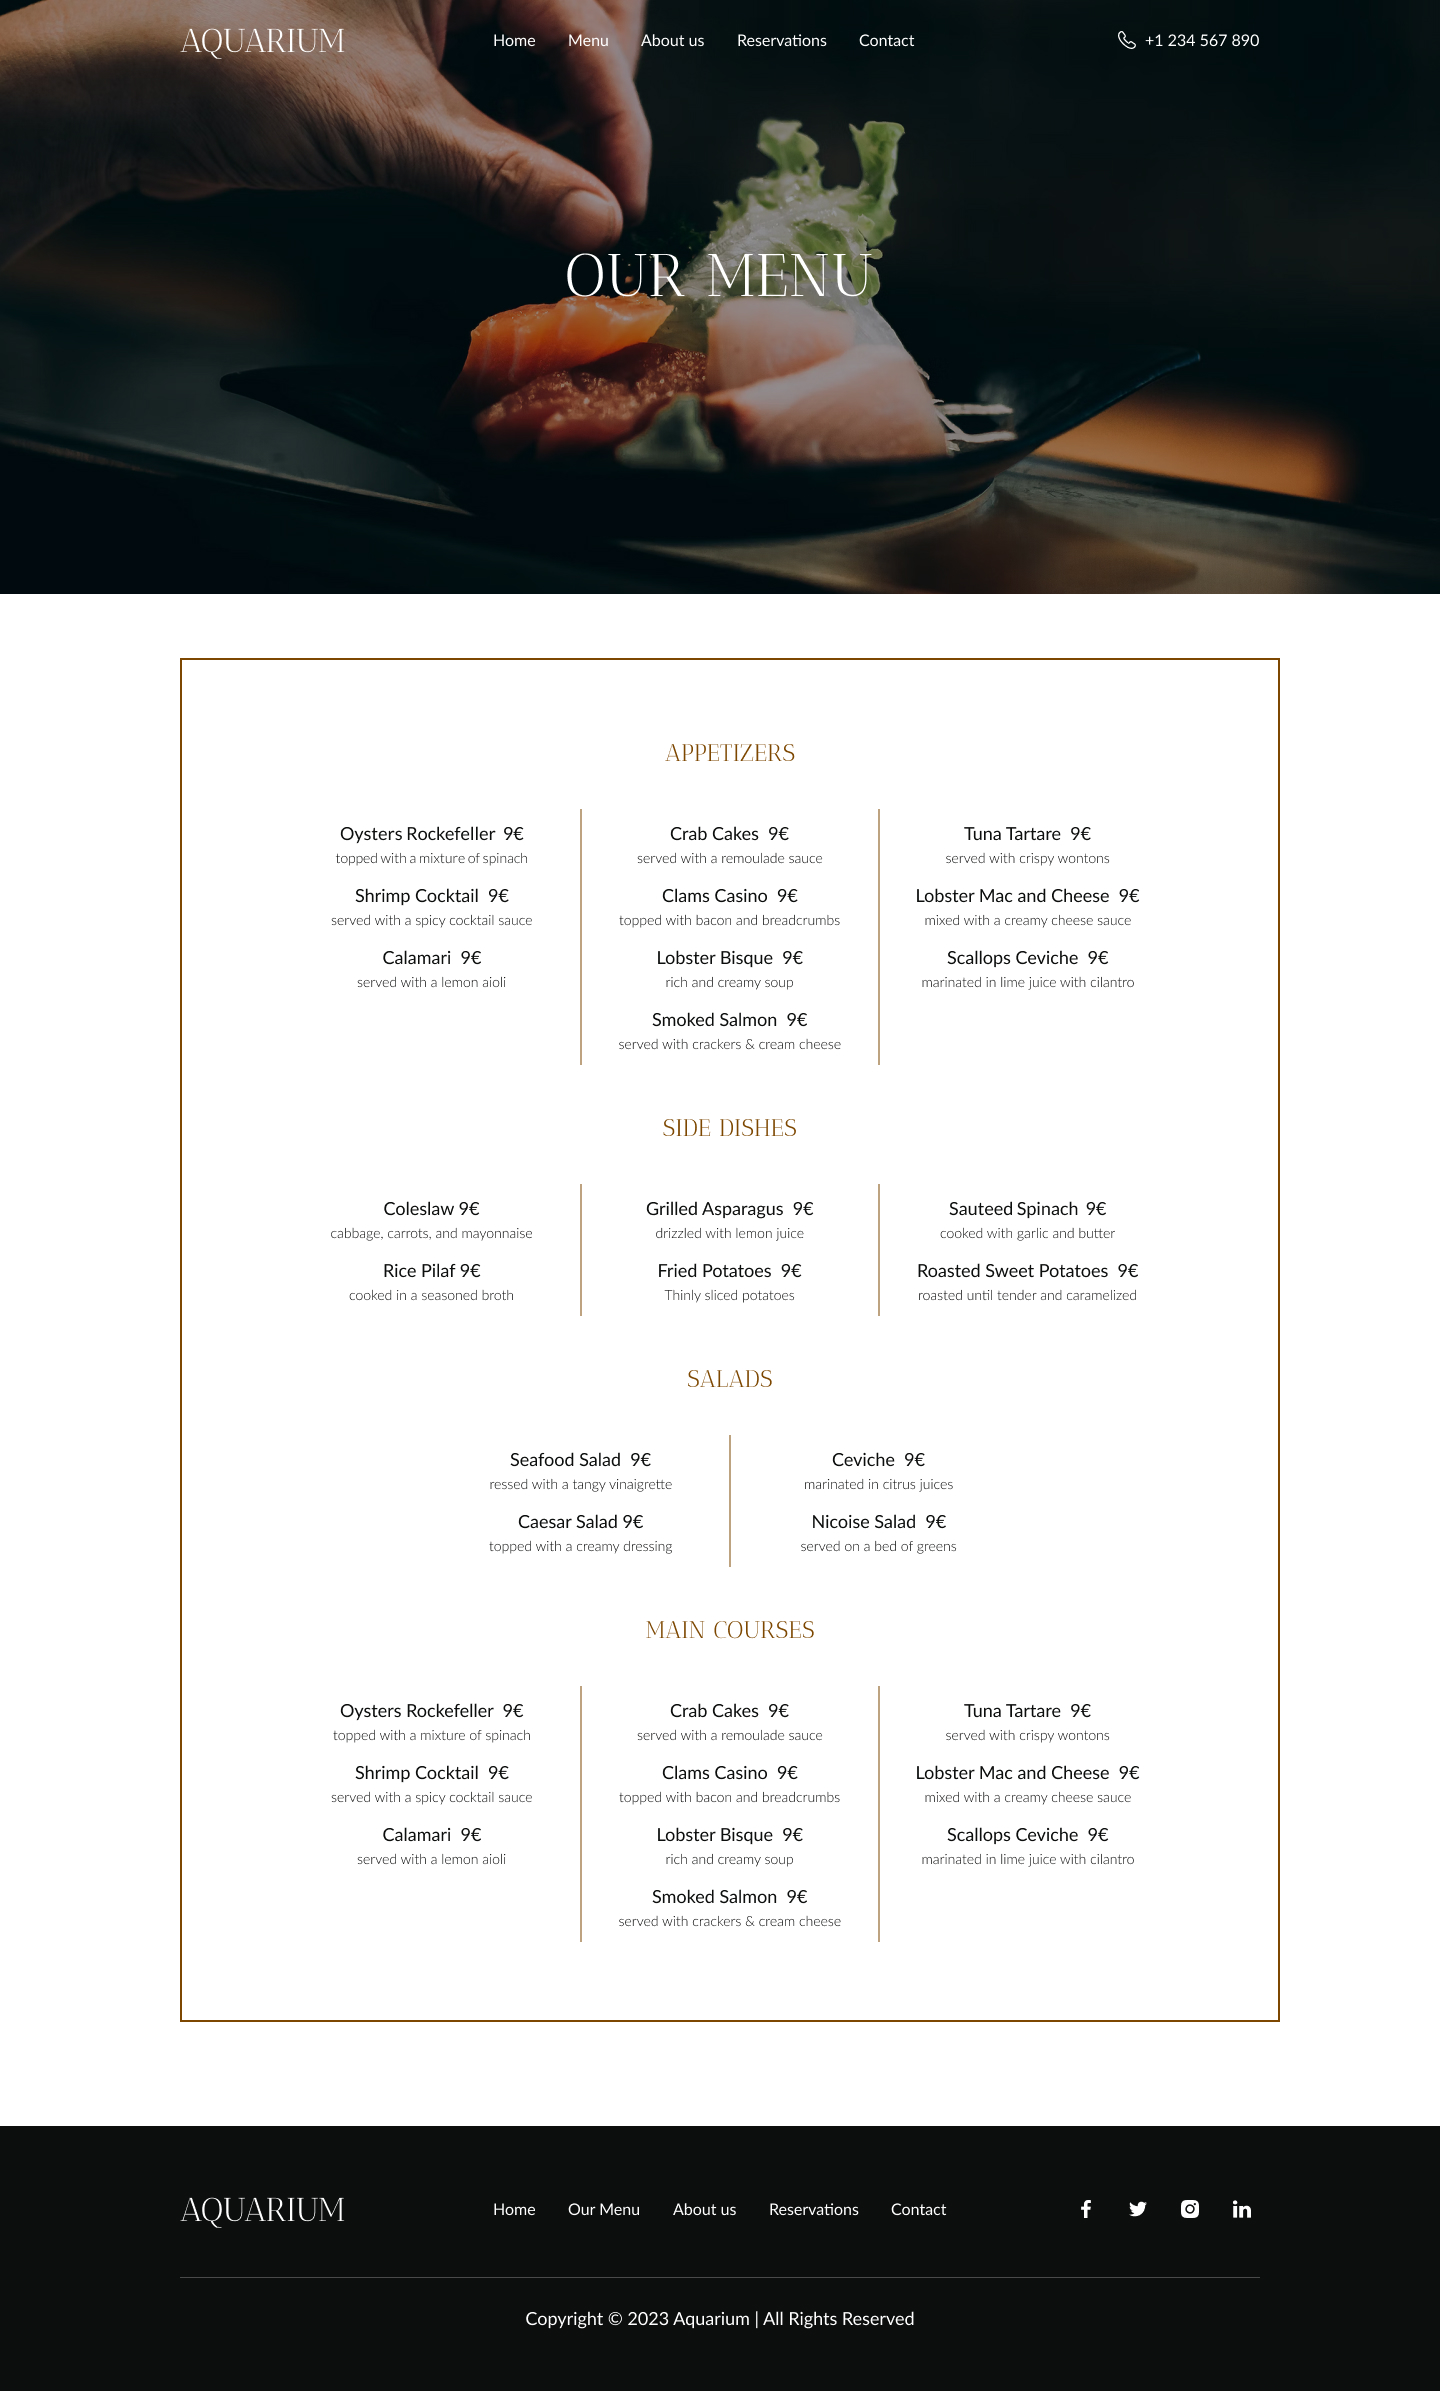 AQUARIUM
Home Menu About us Reservations Contact
+1 234 567 890
OUR MENU
APPETIZERS
Oysters Rockefeller 9€
topped with a mixture of spinach
Shrimp Cocktail 9€
served with a spicy cocktail sauce
Calamari 9€
served with a lemon aioli
Crab Cakes 9€
served with a remoulade sauce
Clams Casino 9€
topped with bacon and breadcrumbs
Lobster Bisque 9€
rich and creamy soup
Smoked Salmon 9€
served with crackers & cream cheese
Tuna Tartare 9€
served with crispy wontons
Lobster Mac and Cheese 9€
mixed with a creamy cheese sauce
Scallops Ceviche 9€
marinated in lime juice with cilantro
SIDE DISHES
Coleslaw 9€
cabbage, carrots, and mayonnaise
Rice Pilaf 9€
cooked in a seasoned broth
Grilled Asparagus 9€
drizzled with lemon juice
Fried Potatoes 9€
Thinly sliced potatoes
Sauteed Spinach 9€
cooked with garlic and butter
Roasted Sweet Potatoes 9€
roasted until tender and caramelized
SALADS
Seafood Salad 9€
ressed with a tangy vinaigrette
Caesar Salad 9€
topped with a creamy dressing
Ceviche 9€
marinated in citrus juices
Nicoise Salad 9€
served on a bed of greens
MAIN COURSES
Oysters Rockefeller 9€
topped with a mixture of spinach
Shrimp Cocktail 9€
served with a spicy cocktail sauce
Calamari 9€
served with a lemon aioli
Crab Cakes 9€
served with a remoulade sauce
Clams Casino 9€
topped with bacon and breadcrumbs
Lobster Bisque 9€
rich and creamy soup
Smoked Salmon 9€
served with crackers & cream cheese
Tuna Tartare 9€
served with crispy wontons
Lobster Mac and Cheese 9€
mixed with a creamy cheese sauce
Scallops Ceviche 9€
marinated in lime juice with cilantro
AQUARIUM
Home Our Menu About us Reservations Contact
Copyright © 2023 Aquarium | All Rights Reserved